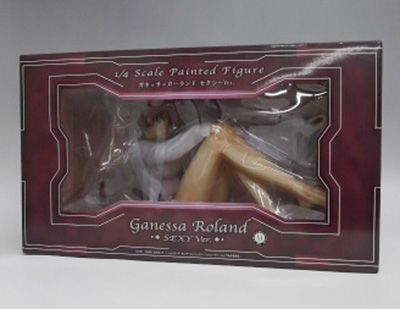 1/4 Scale Painted Figure
ガネッサ＝ローランド セクシーVer.
Ganessa Roland
SEXY Ver.